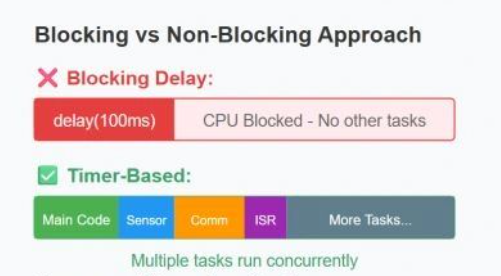 Blocking vs Non-Blocking Approach
Blocking Delay:
delay(100ms) CPU Blocked - No other tasks
Timer-Based:
Main Code Sensor Comm ISR More Tasks...
Multiple tasks run concurrently